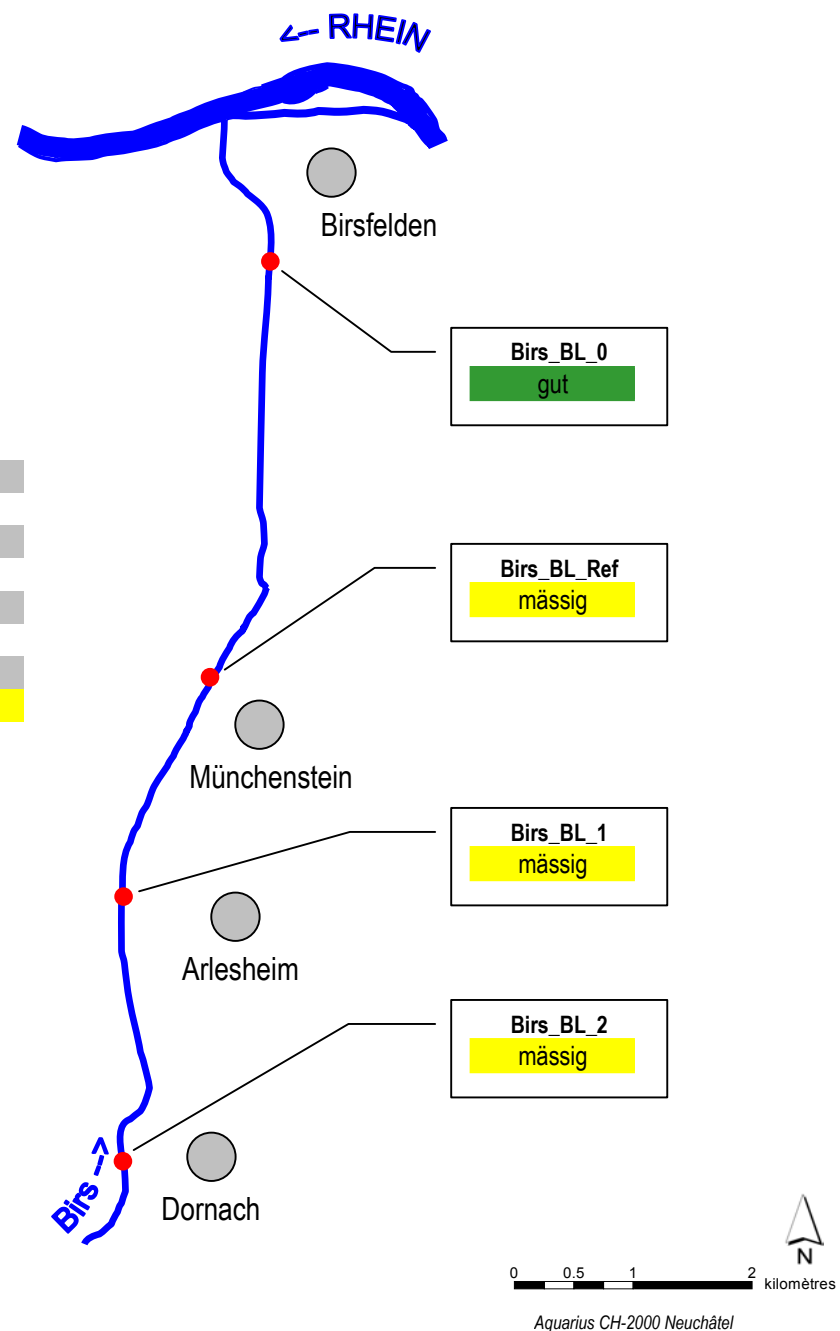 <-- RHEIN
Birsfelden
Birs_BL_0
gut
Birs_BL_Ref
mässig
Münchenstein
Birs_BL_1
mässig
Arlesheim
Birs_BL_2
mässig
Birs -->
Dornach
N
0 0.5 1 2
kilomètres
Aquarius CH-2000 Neuchâtel